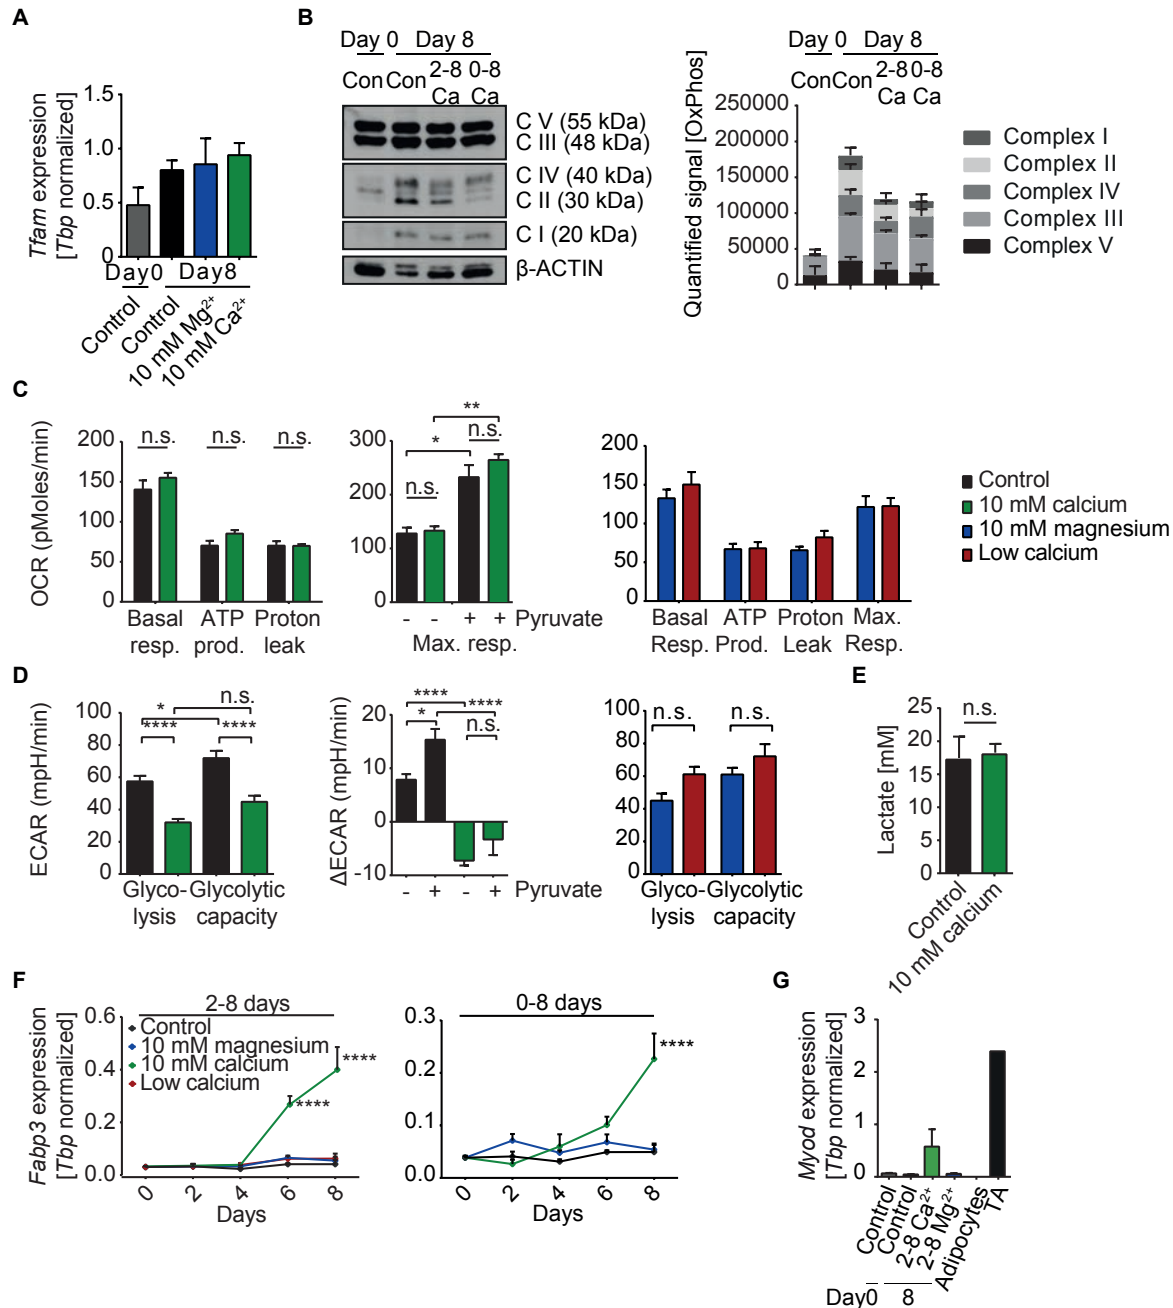 A
Tfam expression
[Tbp normalized]
1.5
1.0
0.5
0
Day0
Day8
Control
Control
10 mM Mg²⁺
10 mM Ca²⁺
B
Day 0
Day 8
Con
Con
2-8
Ca
0-8
Ca
C V (55 kDa)
C III (48 kDa)
C IV (40 kDa)
C II (30 kDa)
C I (20 kDa)
β-ACTIN
Day 0
Day 8
Con
Con
2-8
Ca
0-8
Ca
Quantified signal [OxPhos]
250000
200000
150000
100000
50000
0
Complex I
Complex II
Complex IV
Complex III
Complex V
C
OCR (pMoles/min)
200
150
100
50
0
n.s.
n.s.
n.s.
Basal
resp.
ATP
prod.
Proton
leak
300
200
100
0
**
*
n.s.
n.s.
- - + + Pyruvate
Max. resp.
200
150
100
50
0
Basal
Resp.
ATP
Prod.
Proton
Leak
Max.
Resp.
Control
10 mM calcium
10 mM magnesium
Low calcium
D
ECAR (mpH/min)
100
80
60
40
20
0
n.s.
*
****
****
Glyco-
lysis
Glycolytic
capacity
ΔECAR (mpH/min)
20
10
0
-10
****
*
****
n.s.
- + - + Pyruvate
100
80
60
40
20
0
n.s.
n.s.
Glyco-
lysis
Glycolytic
capacity
E
Lactate [mM]
25
20
15
10
5
0
n.s.
Control
10 mM calcium
F
Fabp3 expression
[Tbp normalized]
2-8 days
0.6
0.4
0.2
0.0
Control
10 mM magnesium
10 mM calcium
Low calcium
****
****
0 2 4 6 8
Days
0-8 days
0.3
0.2
0.1
0.0
****
0 2 4 6 8
Days
G
Myod expression
[Tbp normalized]
3
2
1
0
Control
Control
2-8 Ca²⁺
2-8 Mg²⁺
Adipocytes
TA
Day0 8